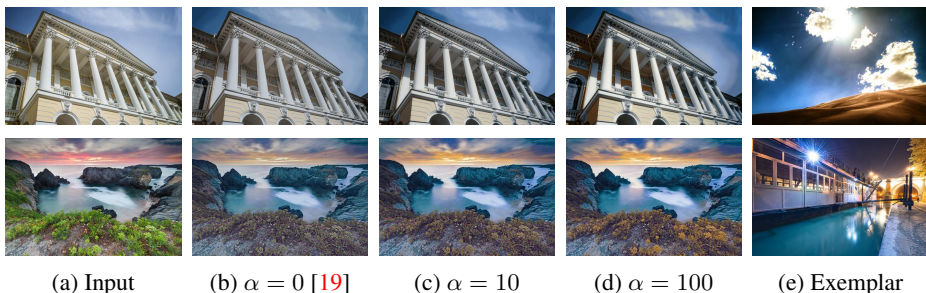 (a) Input (b) α = 0 [19] (c) α = 10 (d) α = 100 (e) Exemplar